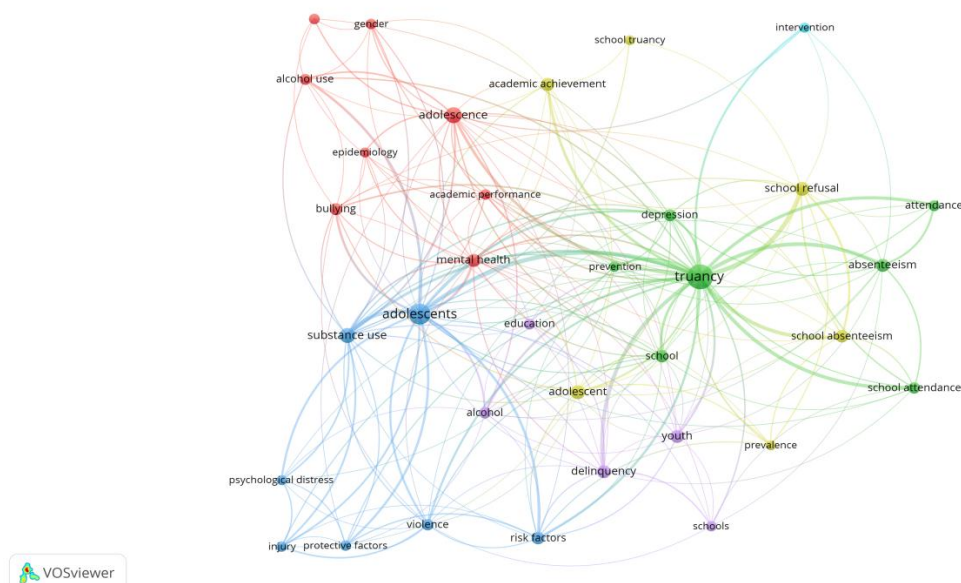 gender
intervention
school truancy
alcohol use
academic achievement
adolescence
epidemiology
school refusal
academic performance
bullying
depression
attendance
mental health
prevention
absenteeism
truancy
adolescents
education
substance use
school absenteeism
school
school attendance
adolescent
alcohol
youth
prevalence
delinquency
psychological distress
violence
schools
risk factors
injury
protective factors
VOSviewer